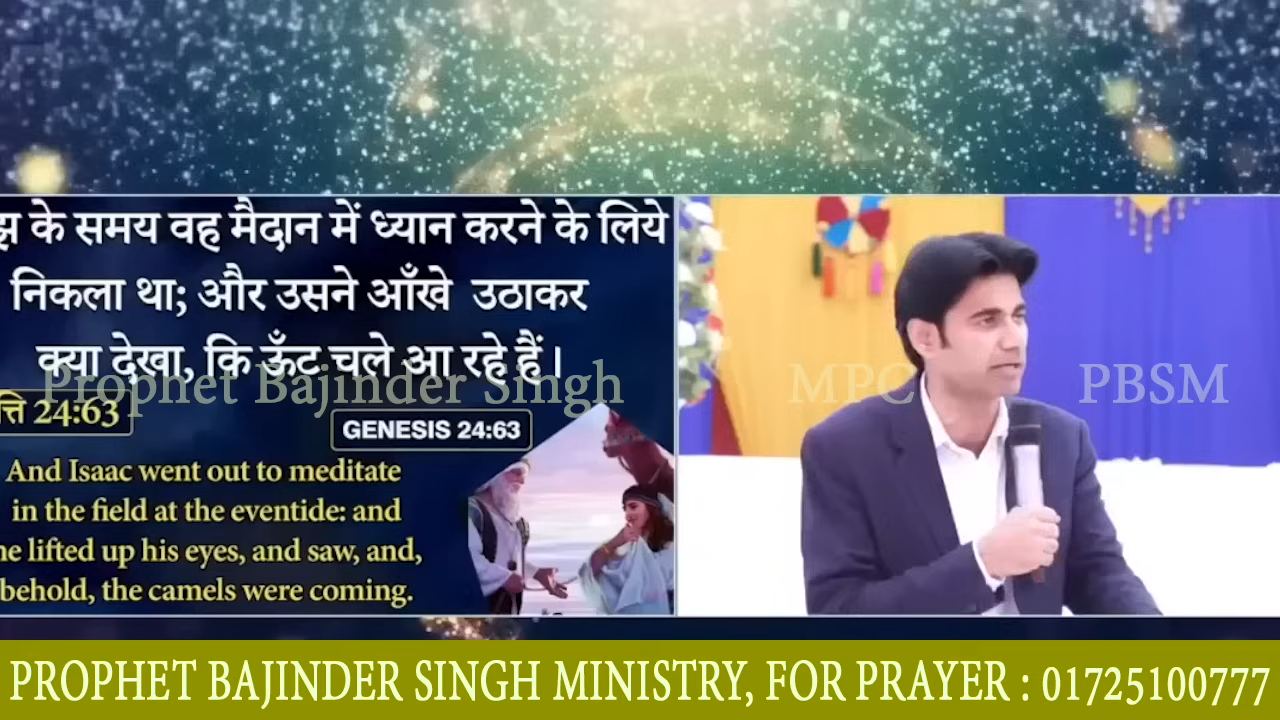 के समय वह मैदान में ध्यान करने के लिये
निकला था; और उसने आँखे उठाकर
क्या देखा, कि ऊँट चले आ रहे हैं।
Prophet Bajinder Singh MPC PBSM
24:63
GENESIS 24:63
And Isaac went out to meditate
in the field at the eventide: and
he lifted up his eyes, and saw, and,
behold, the camels were coming.
PROPHET BAJINDER SINGH MINISTRY, FOR PRAYER : 01725100777